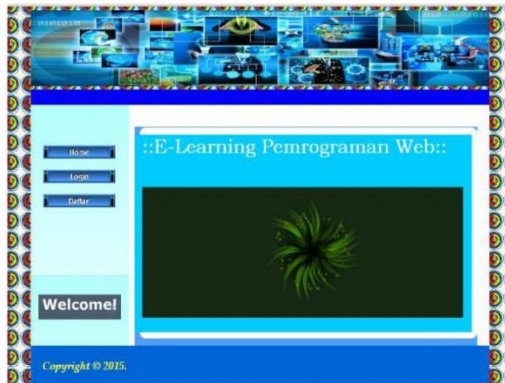 Home
Login
Daftar
::E-Learning Pemrograman Web::
Welcome!
Copyright © 2015.